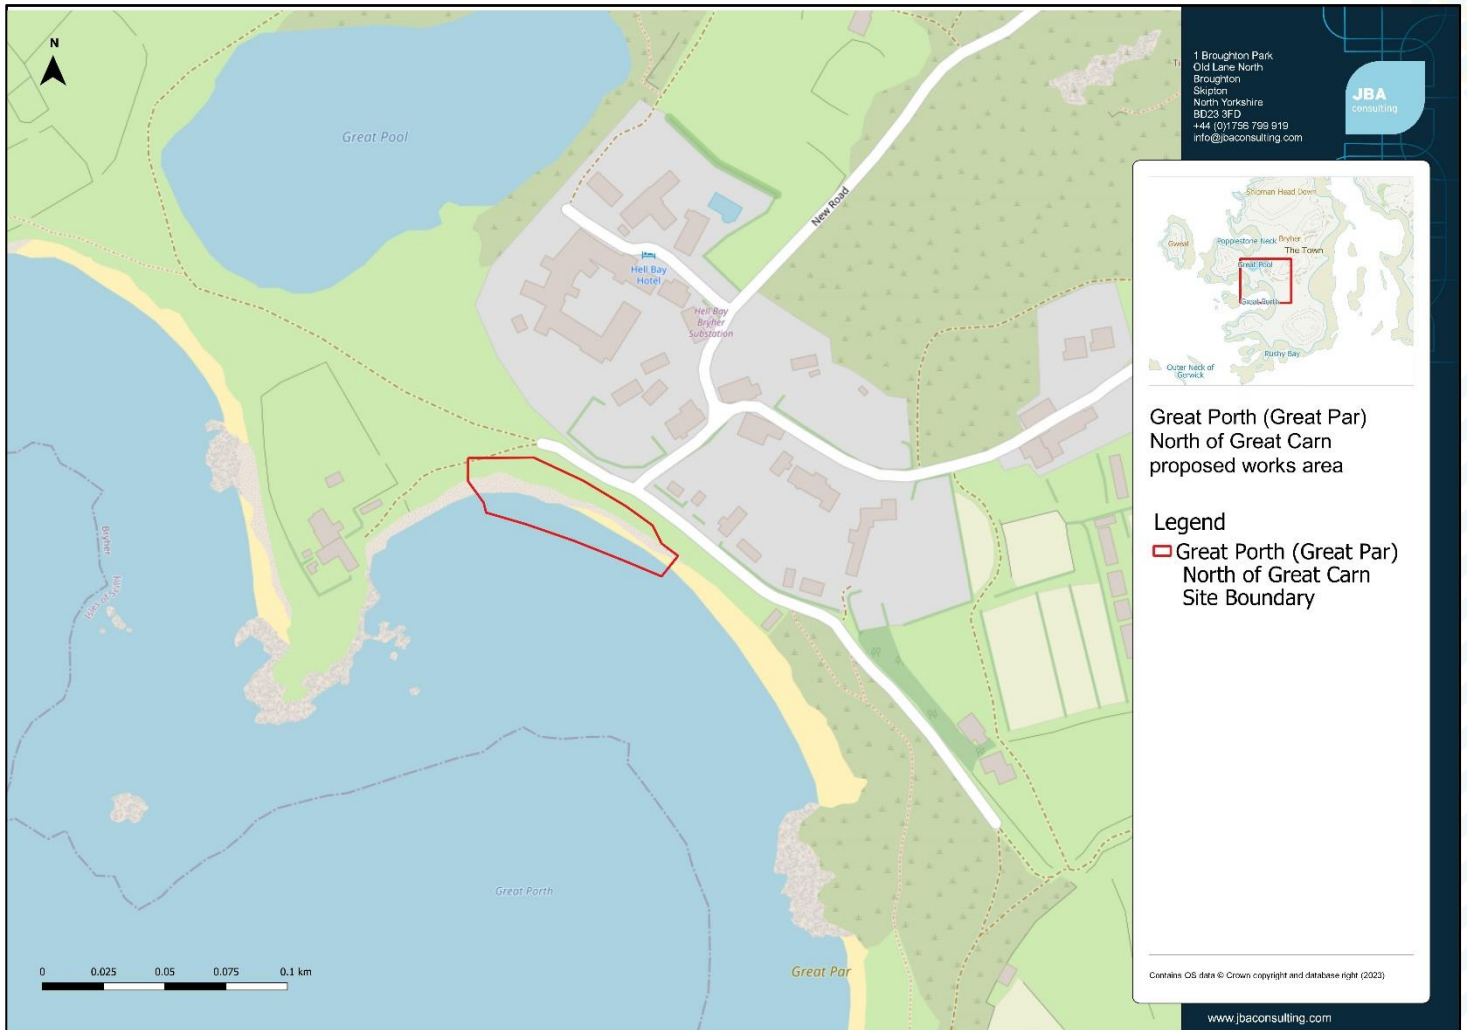 N
Great Pool
New Road
Hell Bay
Hotel
Hell Bay
Bryher
Substation
Bryher
Isles of Scilly
Great Porth
Great Par
0 0.025 0.05 0.075 0.1 km
1 Broughton Park
Old Lane North
Broughton
Skipton
North Yorkshire
BD23 3FD
+44 (0)1756 799 919
info@jbaconsulting.com
JBA
consulting
Shipman Head Down
Gweal
Popplestone Neck
Bryher
The Town
Great Pool
Great Porth
Rushy Bay
Outer Neck of
Gerwick
Great Porth (Great Par)
North of Great Carn
proposed works area
Legend
Great Porth (Great Par)
North of Great Carn
Site Boundary
Contains OS data © Crown copyright and database right (2023)
www.jbaconsulting.com